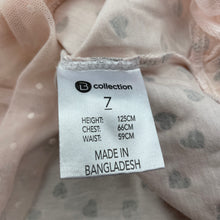 B collection
7
HEIGHT: 125CM
CHEST: 66CM
WAIST: 59CM
MADE IN
BANGLADESH